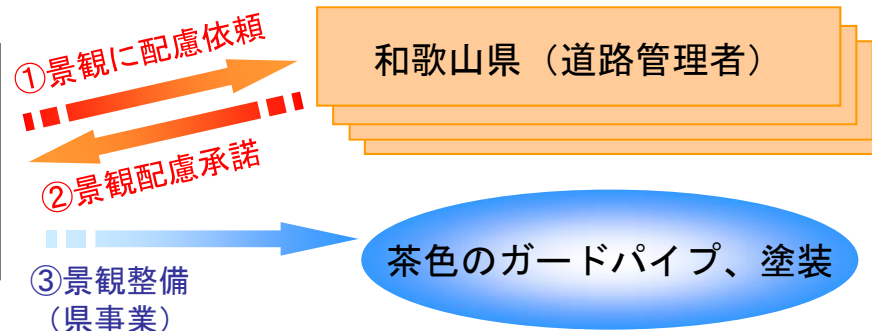 ①景観に配慮依頼
和歌山県（道路管理者）
②景観配慮承諾
茶色のガードパイプ、塗装
③景観整備
（県事業）